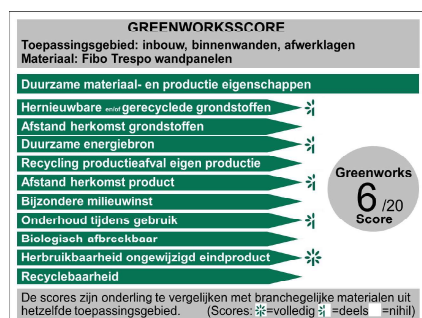 GREENWORKSSCORE
Toepassingsgebied: inbouw, binnenwanden, afwerklagen
Materiaal: Fibo Trespo wandpanelen
Duurzame materiaal- en productie eigenschappen
Hernieuwbare en/of gerecyclede grondstoffen
Afstand herkomst grondstoffen
Duurzame energiebron
Recycling productieafval eigen productie
Afstand herkomst product
Bijzondere milieuwinst
Onderhoud tijdens gebruik
Biologisch afbreekbaar
Herbruikbaarheid ongewijzigd eindproduct
Recyclebaarheid
Greenworks
6 /20
Score
De scores zijn onderling te vergelijken met branchegelijke materialen uit
hetzelfde toepassingsgebied. (Scores: =volledig =deels =nihil)